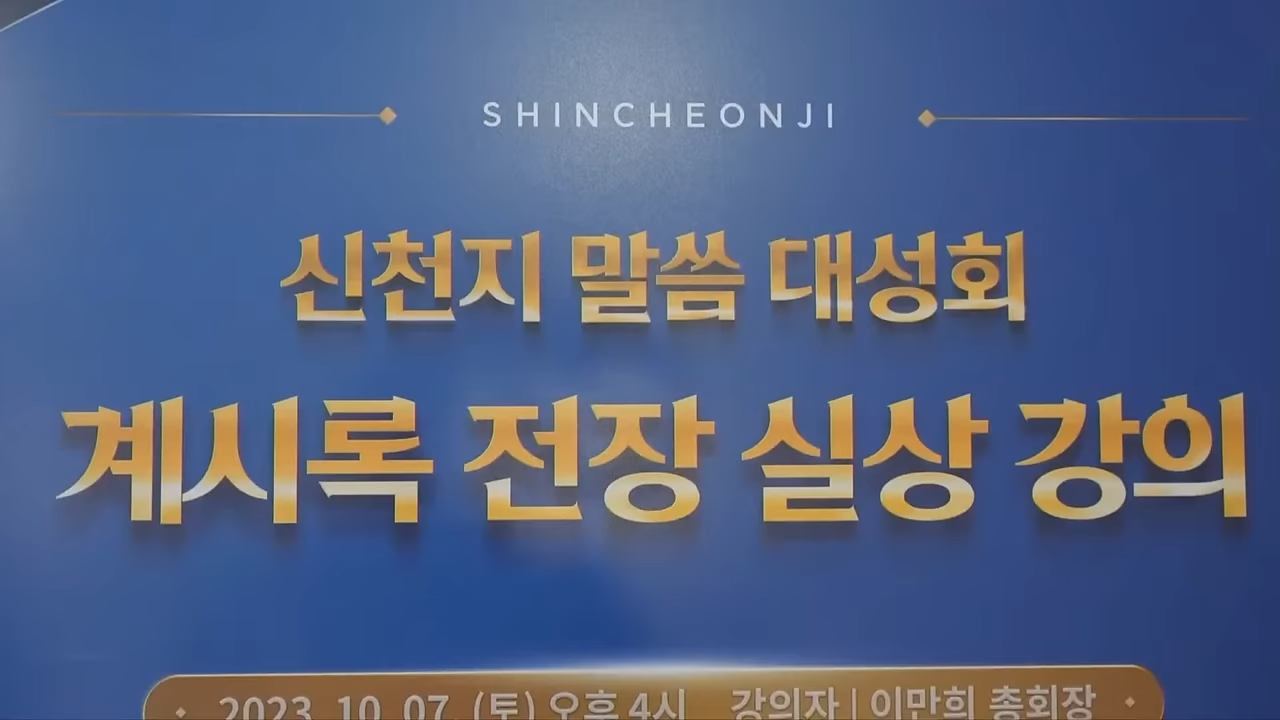 SHINCHEONJI
신천지 말씀 대성회
계시록 전장 실상 강의
2023. 10. 07. (토) 오후 4시 강의자 | 이만희 총회장